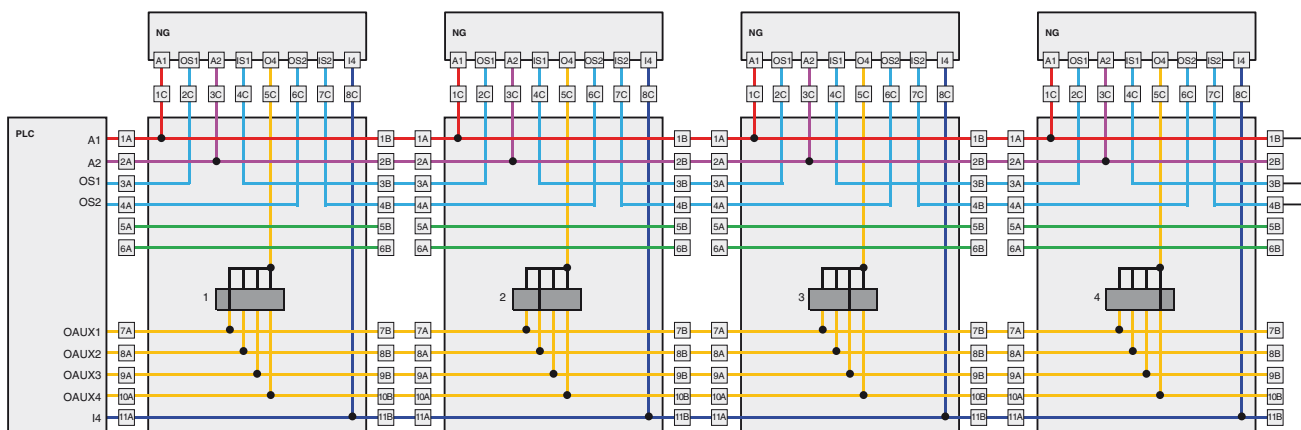 NG NG NG NG
A1 OS1 A2 IS1 O4 OS2 IS2 I4 A1 OS1 A2 IS1 O4 OS2 IS2 I4 A1 OS1 A2 IS1 O4 OS2 IS2 I4 A1 OS1 A2 IS1 O4 OS2 IS2 I4
1C 2C 3C 4C 5C 6C 7C 8C 1C 2C 3C 4C 5C 6C 7C 8C 1C 2C 3C 4C 5C 6C 7C 8C 1C 2C 3C 4C 5C 6C 7C 8C
PLC
A1 1A 1B 1A 1B 1A 1B 1A 1B
A2 2A 2B 2A 2B 2A 2B 2A 2B
OS1 3A 3B 3A 3B 3A 3B 3A 3B
OS2 4A 4B 4A 4B 4A 4B 4A 4B
5A 5B 5A 5B 5A 5B 5A 5B
6A 6B 6A 6B 6A 6B 6A 6B
1 2 3 4
OAUX1 7A 7B 7A 7B 7A 7B 7A 7B
OAUX2 8A 8B 8A 8B 8A 8B 8A 8B
OAUX3 9A 9B 9A 9B 9A 9B 9A 9B
OAUX4 10A 10B 10A 10B 10A 10B 10A 10B
I4 11A 11B 11A 11B 11A 11B 11A 11B